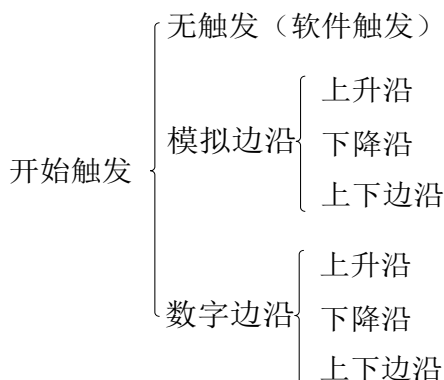 无触发（软件触发）
上升沿
模拟边沿
下降沿
开始触发
上下边沿
上升沿
数字边沿
下降沿
上下边沿